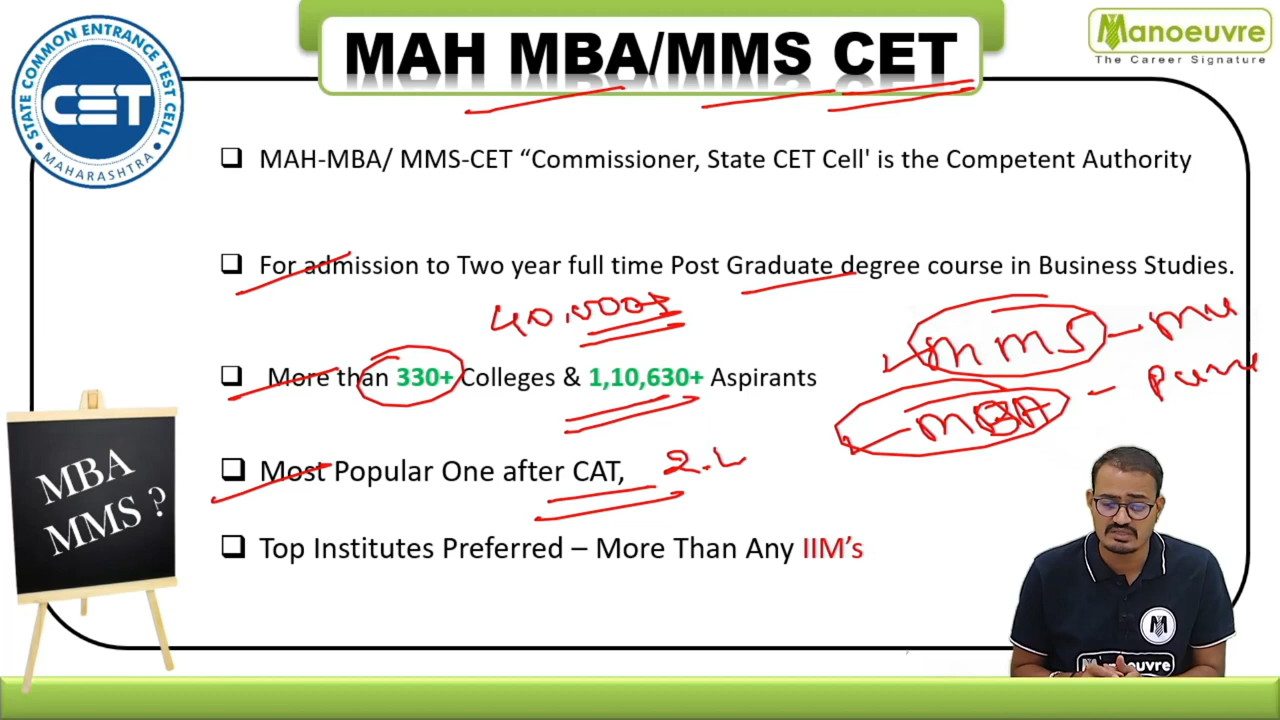 MAH MBA/MMS CET
Manoeuvre
The Career Signature
STATE COMMON ENTRANCE TEST CELL
CET
MAHARASHTRA
❑ MAH-MBA/ MMS-CET “Commissioner, State CET Cell' is the Competent Authority
❑ For admission to Two year full time Post Graduate degree course in Business Studies.
40,000+
MMS – MU
❑ More than 330+ Colleges & 1,10,630+ Aspirants
MBA – Pune
❑ Most Popular One after CAT,
MBA
MMS ?
❑ Top Institutes Preferred – More Than Any IIM's
M
Manoeuvre